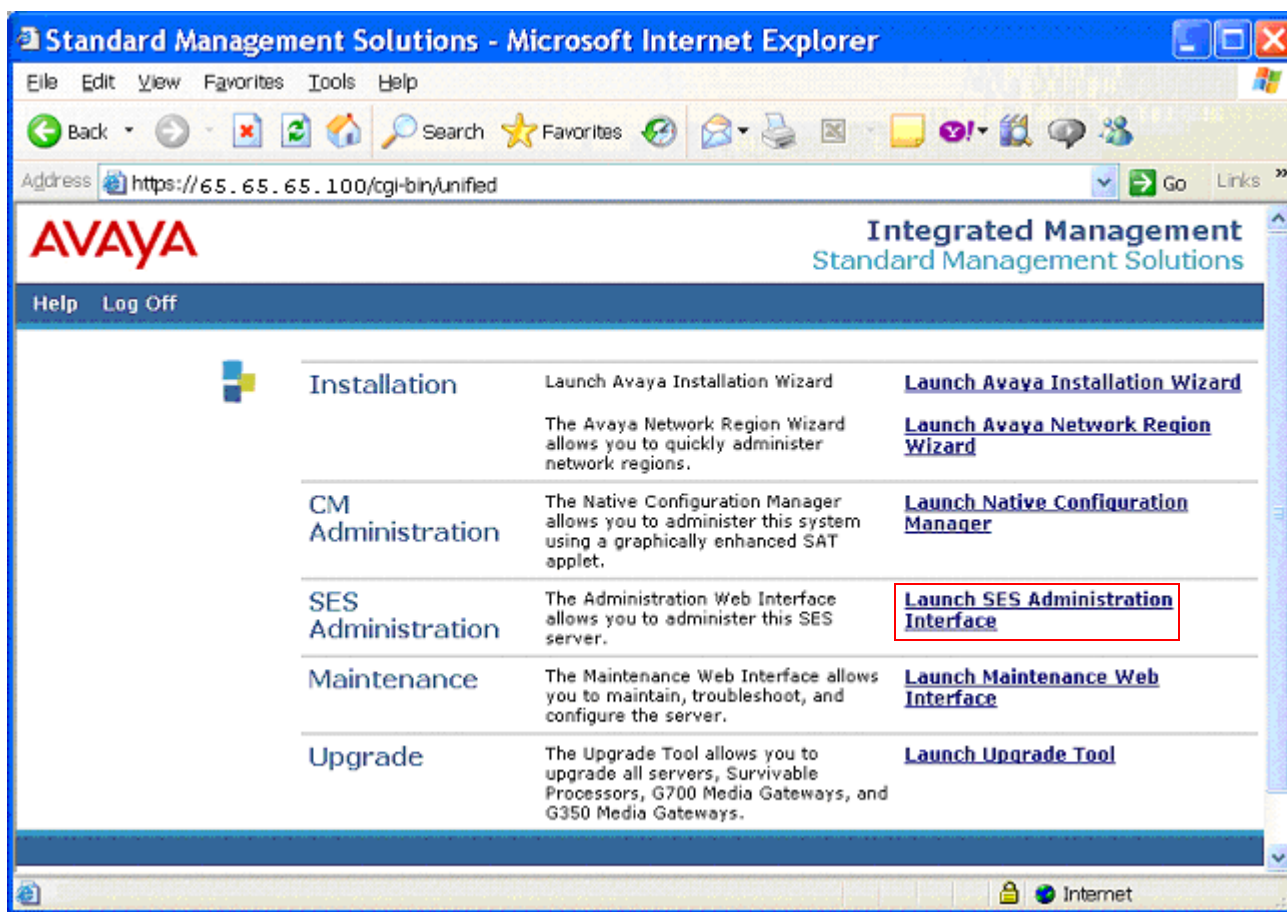 Standard Management Solutions - Microsoft Internet Explorer
File Edit View Favorites Tools Help
Back Search Favorites
Address https://65.65.65.100/cgi-bin/unified Go Links »
AVAYA
Integrated Management
Standard Management Solutions
Help Log Off
Installation
Launch Avaya Installation Wizard
Launch Avaya Installation Wizard
The Avaya Network Region Wizard
allows you to quickly administer
network regions.
Launch Avaya Network Region
Wizard
CM
Administration
The Native Configuration Manager
allows you to administer this system
using a graphically enhanced SAT
applet.
Launch Native Configuration
Manager
SES
Administration
The Administration Web Interface
allows you to administer this SES
server.
Launch SES Administration
Interface
Maintenance
The Maintenance Web Interface allows
you to maintain, troubleshoot, and
configure the server.
Launch Maintenance Web
Interface
Upgrade
The Upgrade Tool allows you to
upgrade all servers, Survivable
Processors, G700 Media Gateways, and
G350 Media Gateways.
Launch Upgrade Tool
Internet